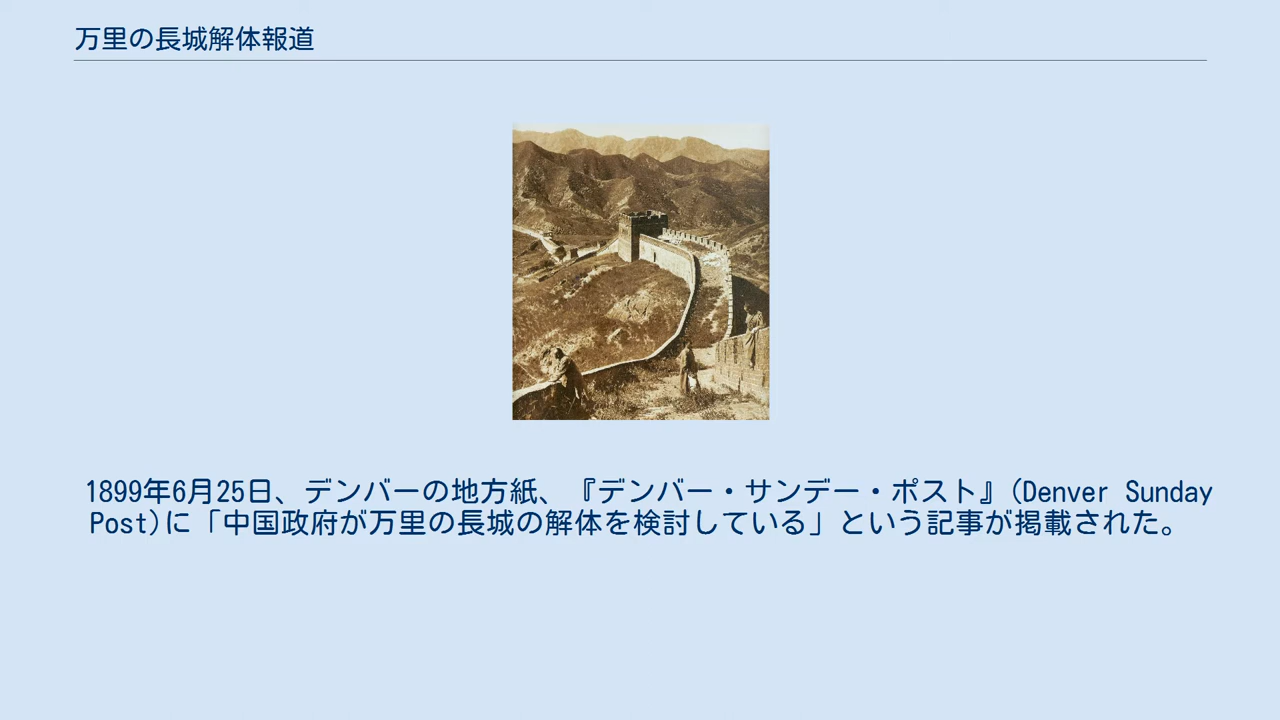 万里の長城解体報道
1899年6月25日、デンバーの地方紙、『デンバー・サンデー・ポスト』(Denver Sunday
Post)に「中国政府が万里の長城の解体を検討している」という記事が掲載された。